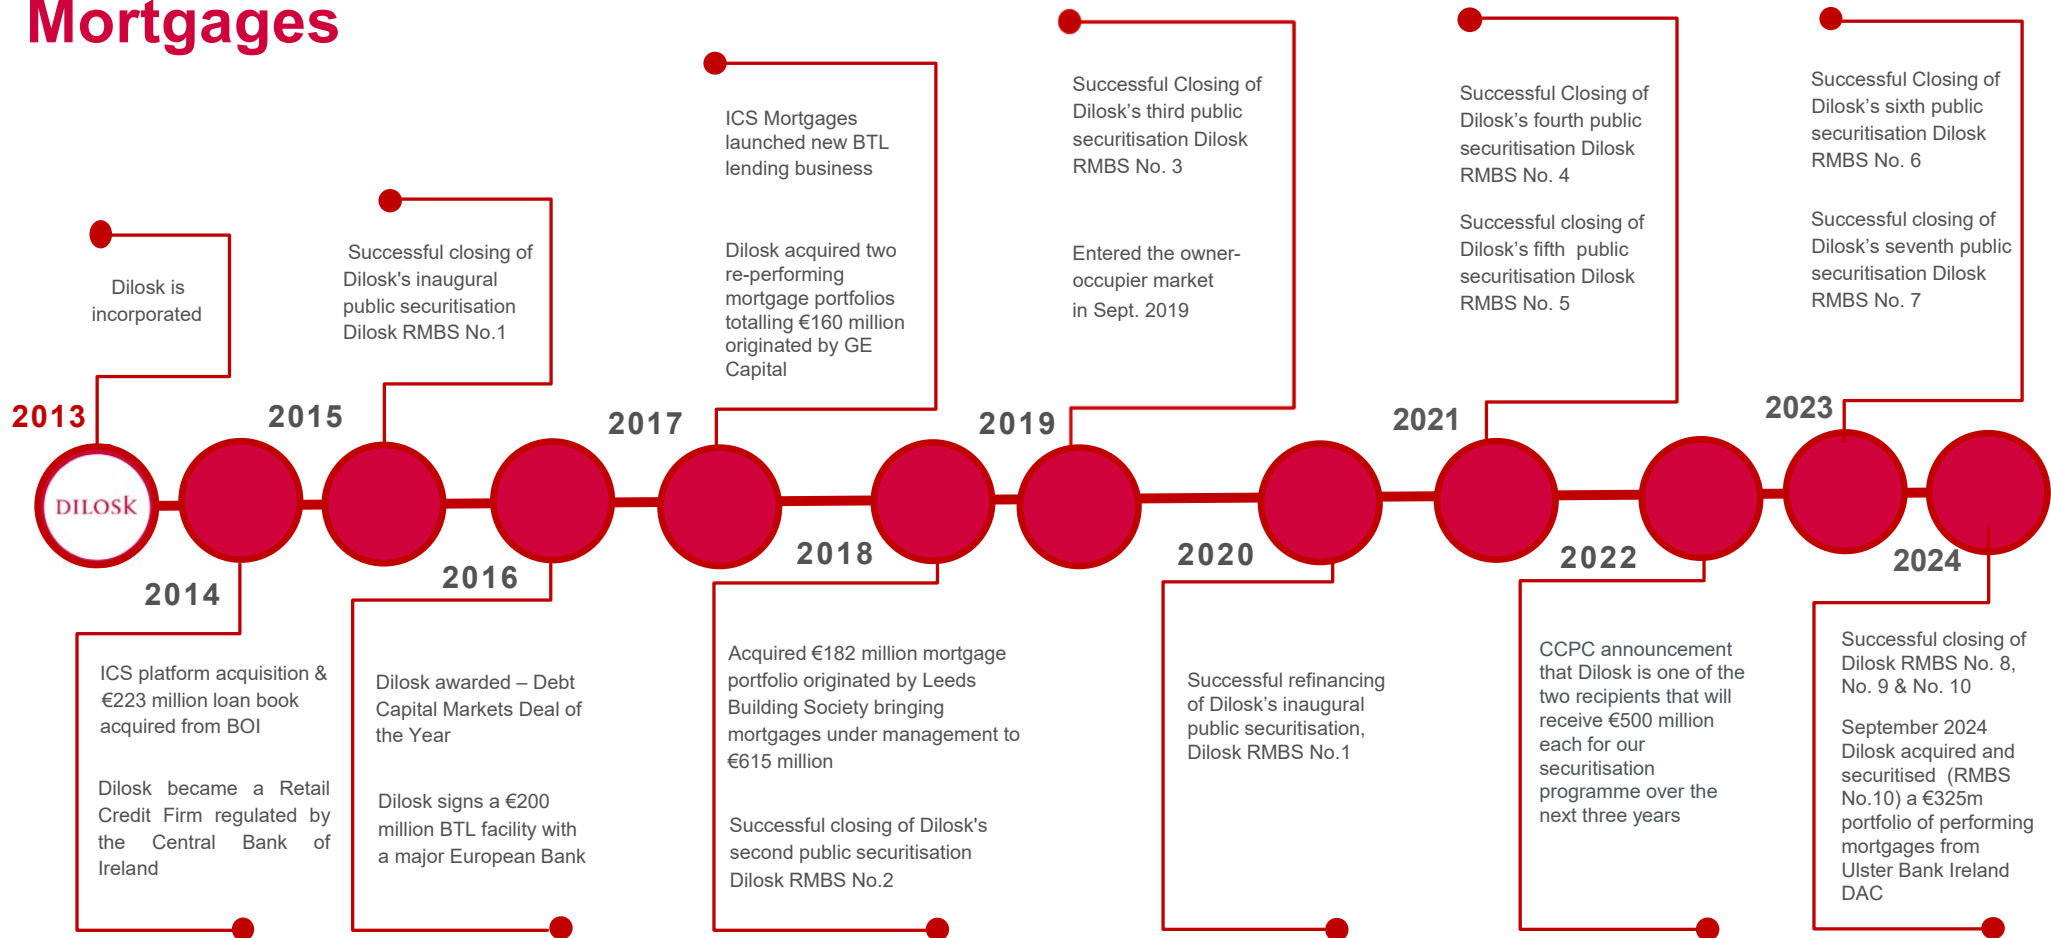 Mortgages
2013
DILOSK
Dilosk is
incorporated
2014
ICS platform acquisition &
€223 million loan book
acquired from BOI
Dilosk became a Retail
Credit Firm regulated by
the Central Bank of
Ireland
2015
Successful closing of
Dilosk's inaugural
public securitisation
Dilosk RMBS No.1
2016
Dilosk awarded – Debt
Capital Markets Deal of
the Year
Dilosk signs a €200
million BTL facility with
a major European Bank
2017
ICS Mortgages
launched new BTL
lending business
Dilosk acquired two
re-performing
mortgage portfolios
totalling €160 million
originated by GE
Capital
2018
Acquired €182 million mortgage
portfolio originated by Leeds
Building Society bringing
mortgages under management to
€615 million
Successful closing of Dilosk's
second public securitisation
Dilosk RMBS No.2
2019
Successful Closing of
Dilosk’s third public
securitisation Dilosk
RMBS No. 3
Entered the owner-
occupier market
in Sept. 2019
2020
Successful refinancing
of Dilosk’s inaugural
public securitisation,
Dilosk RMBS No.1
2021
Successful Closing of
Dilosk’s fourth public
securitisation Dilosk
RMBS No. 4
Successful closing of
Dilosk’s fifth public
securitisation Dilosk
RMBS No. 5
2022
CCPC announcement
that Dilosk is one of the
two recipients that will
receive €500 million
each for our
securitisation
programme over the
next three years
2023
Successful Closing of
Dilosk’s sixth public
securitisation Dilosk
RMBS No. 6
Successful closing of
Dilosk’s seventh public
securitisation Dilosk
RMBS No. 7
2024
Successful closing of
Dilosk RMBS No. 8,
No. 9 & No. 10
September 2024
Dilosk acquired and
securitised (RMBS
No.10) a €325m
portfolio of performing
mortgages from
Ulster Bank Ireland
DAC